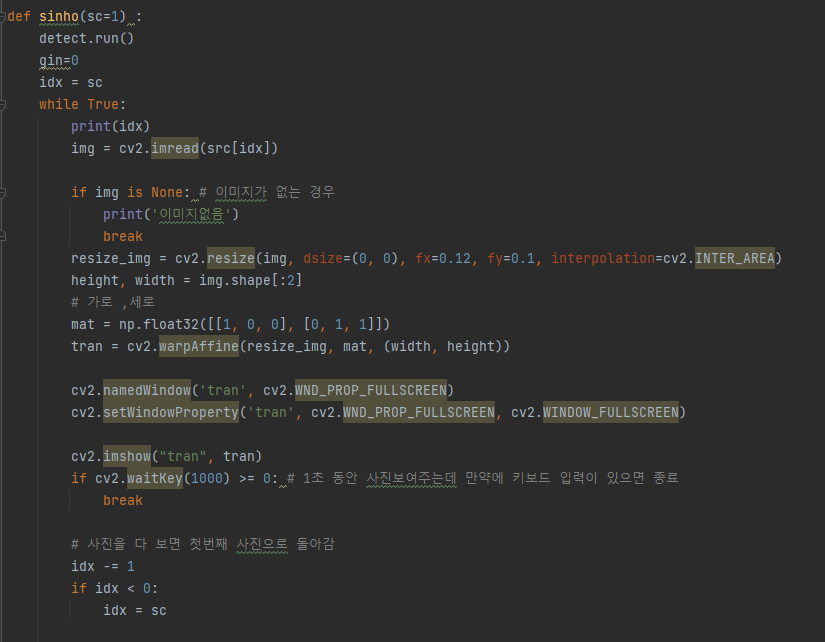 def sinho(sc=1) :
    detect.run()
    gin=0
    idx = sc
    while True:
        print(idx)
        img = cv2.imread(src[idx])

        if img is None: # 이미지가 없는 경우
            print('이미지없음')
            break
        resize_img = cv2.resize(img, dsize=(0, 0), fx=0.12, fy=0.1, interpolation=cv2.INTER_AREA)
        height, width = img.shape[:2]
        # 가로 ,세로
        mat = np.float32([[1, 0, 0], [0, 1, 1]])
        tran = cv2.warpAffine(resize_img, mat, (width, height))

        cv2.namedWindow('tran', cv2.WND_PROP_FULLSCREEN)
        cv2.setWindowProperty('tran', cv2.WND_PROP_FULLSCREEN, cv2.WINDOW_FULLSCREEN)

        cv2.imshow("tran", tran)
        if cv2.waitKey(1000) >= 0: # 1초 동안 사진보여주는데 만약에 키보드 입력이 있으면 종료
            break

        # 사진을 다 보면 첫번째 사진으로 돌아감
        idx -= 1
        if idx < 0:
            idx = sc